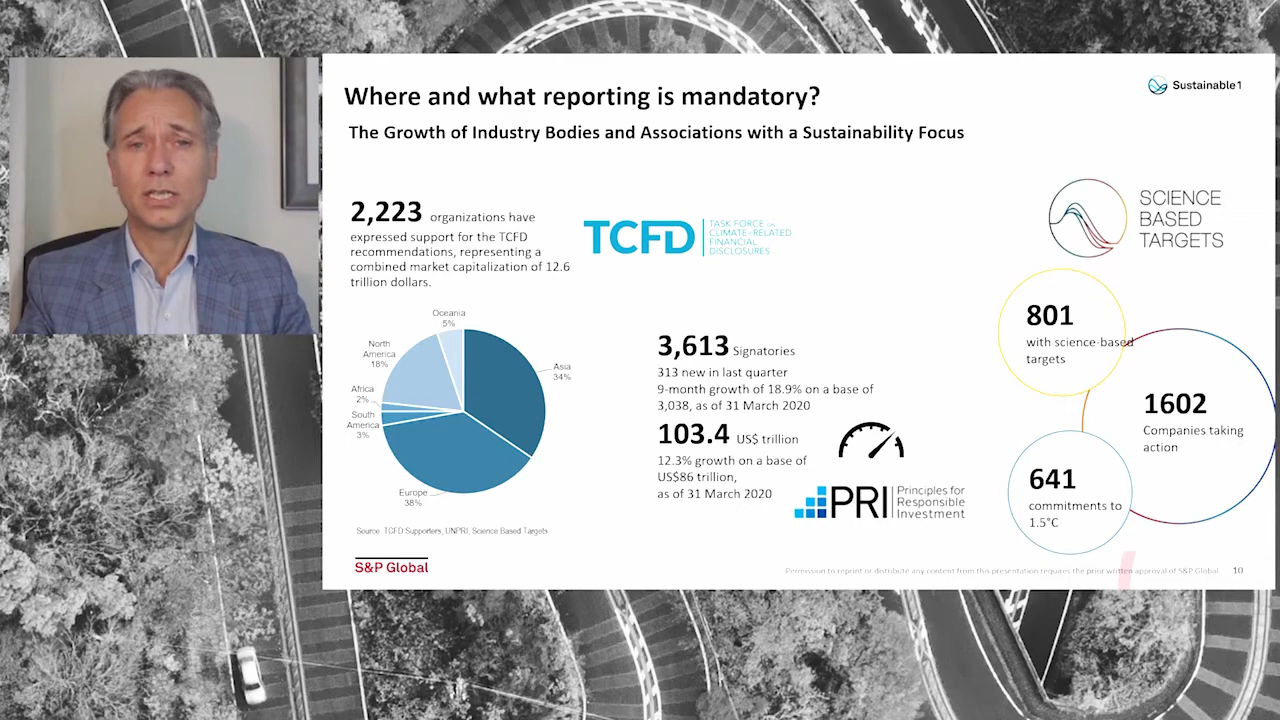 Where and what reporting is mandatory?
Sustainable1
The Growth of Industry Bodies and Associations with a Sustainability Focus
2,223 organizations have
expressed support for the TCFD
recommendations, representing a
combined market capitalization of 12.6
trillion dollars.
TCFD
TASK FORCE ON
CLIMATE-RELATED
FINANCIAL
DISCLOSURES
SCIENCE
BASED
TARGETS
Oceania
5%
North
America
18%
Africa
2%
South
America
3%
Asia
34%
Europe
38%
Source: TCFD Supporters, UNPRI, Science Based Targets
3,613 Signatories
313 new in last quarter
9-month growth of 18.9% on a base of
3,038, as of 31 March 2020
103.4 US$ trillion
12.3% growth on a base of
US$86 trillion,
as of 31 March 2020
PRI
Principles for
Responsible
Investment
801
with science-based
targets
1602
Companies taking
action
641
commitments to
1.5°C
S&P Global
Permission to reprint or distribute any content from this presentation requires the prior written approval of S&P Global.
10